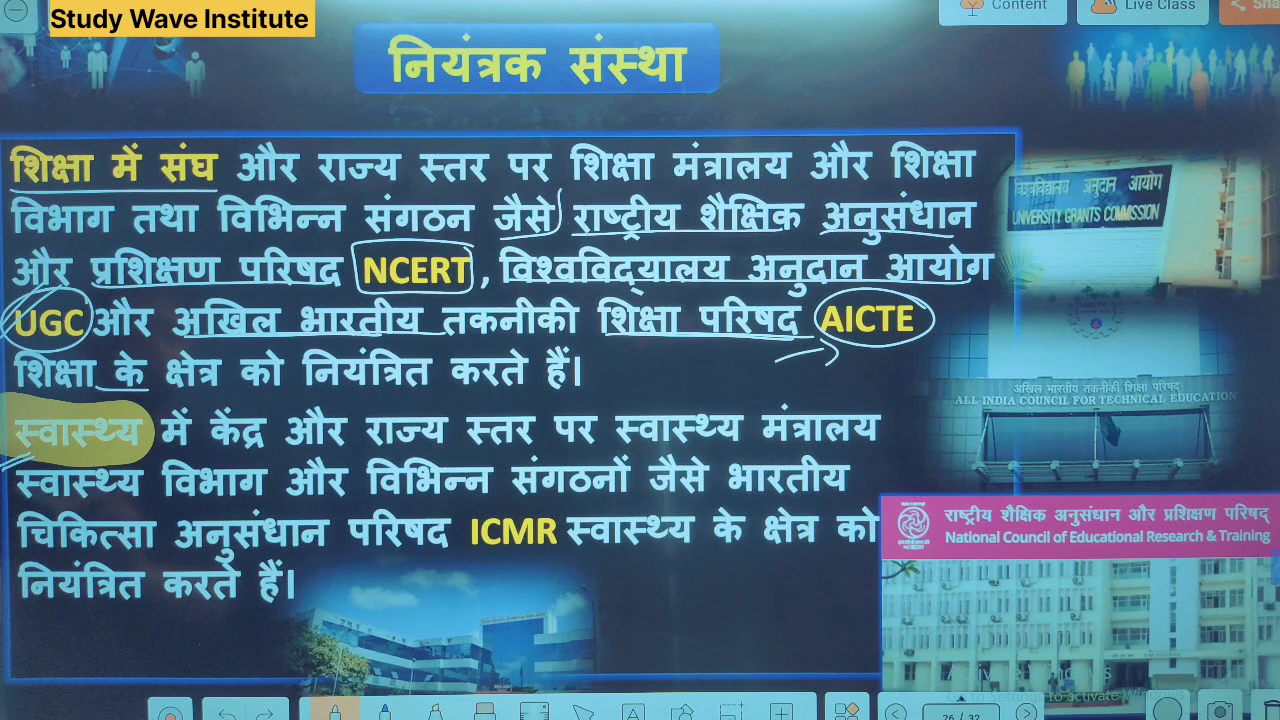 Study Wave Institute
Content
Live Class
नियंत्रक संस्था
शिक्षा में संघ और राज्य स्तर पर शिक्षा मंत्रालय और शिक्षा
विभाग तथा विभिन्न संगठन जैसे राष्ट्रीय शैक्षिक अनुसंधान
और प्रशिक्षण परिषद NCERT , विश्वविद्यालय अनुदान आयोग
UGC और अखिल भारतीय तकनीकी शिक्षा परिषद AICTE
शिक्षा के क्षेत्र को नियंत्रित करते हैं।
स्वास्थ्य में केंद्र और राज्य स्तर पर स्वास्थ्य मंत्रालय
स्वास्थ्य विभाग और विभिन्न संगठनों जैसे भारतीय
चिकित्सा अनुसंधान परिषद ICMR स्वास्थ्य के क्षेत्र को
नियंत्रित करते हैं।
विश्वविद्यालय अनुदान आयोग
UNIVERSITY GRANTS COMMISSION
अखिल भारतीय तकनीकी शिक्षा परिषद्
ALL INDIA COUNCIL FOR TECHNICAL EDUCATION
राष्ट्रीय शैक्षिक अनुसंधान और प्रशिक्षण परिषद्
National Council of Educational Research & Training
to activate Windows
26 / 32